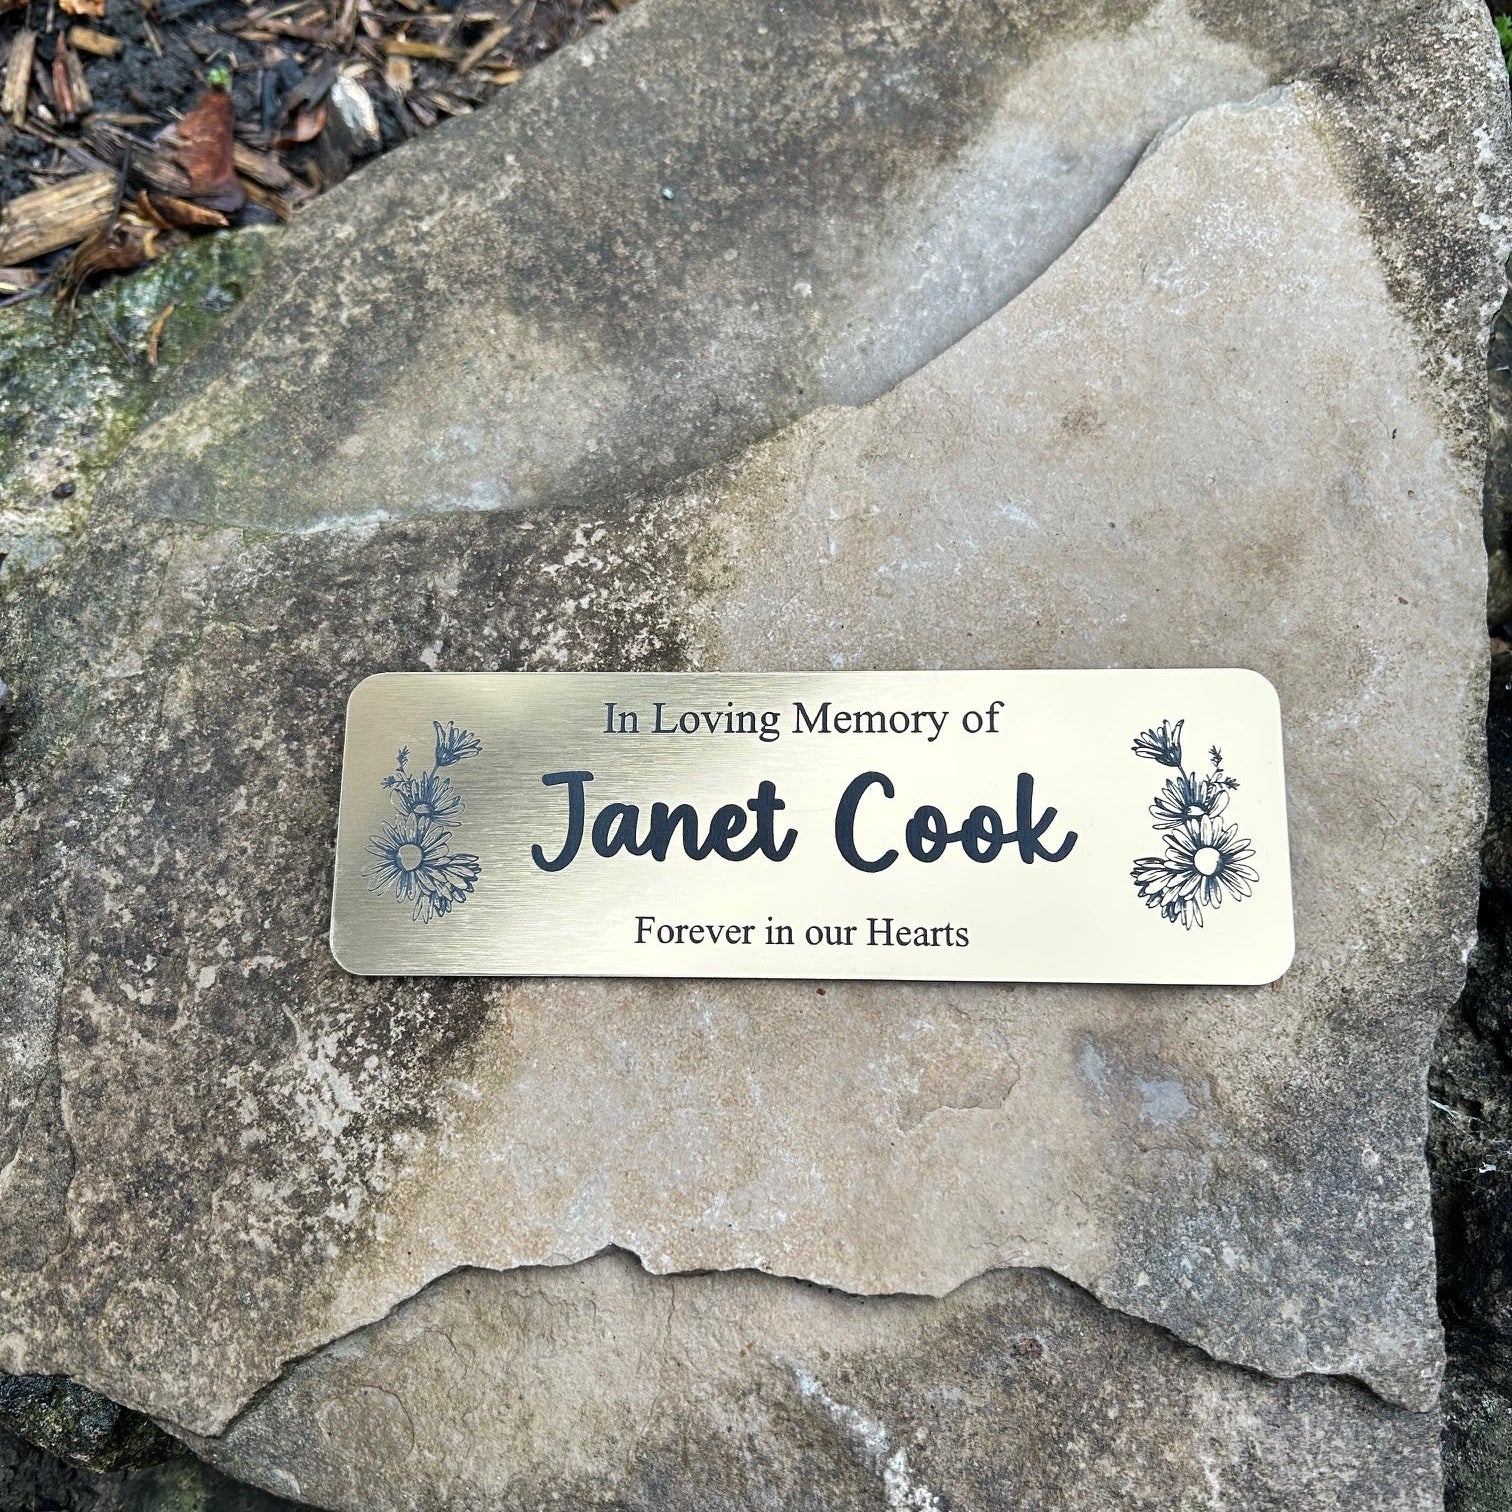 In Loving Memory of
Janet Cook
Forever in our Hearts